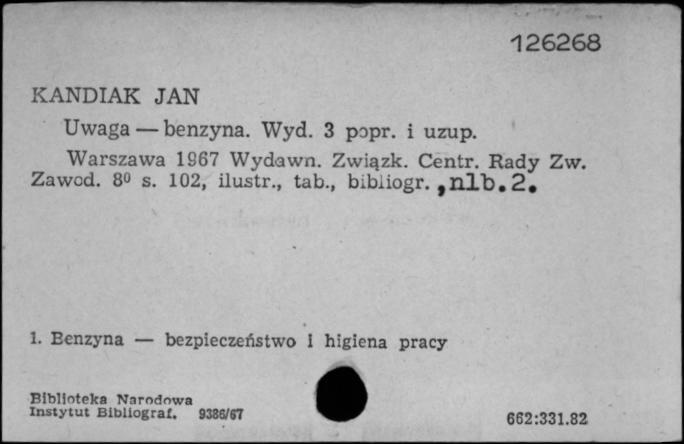 126268
KANDIAK JAN
Uwaga — benzyna. Wyd. 3 popr. i uzup.
Warszawa 1967 Wydawn. Związk. Centr. Rady Zw.
Zawod. 8⁰ s. 102, ilustr., tab., bibliogr. , nlb. 2.
1. Benzyna — bezpieczeństwo i higiena pracy
Biblioteka Narodowa
Instytut Bibliograf. 9386/67
662:331.82